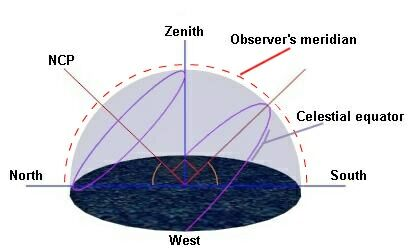 Zenith
Observer's meridian
NCP
Celestial equator
North
South
West